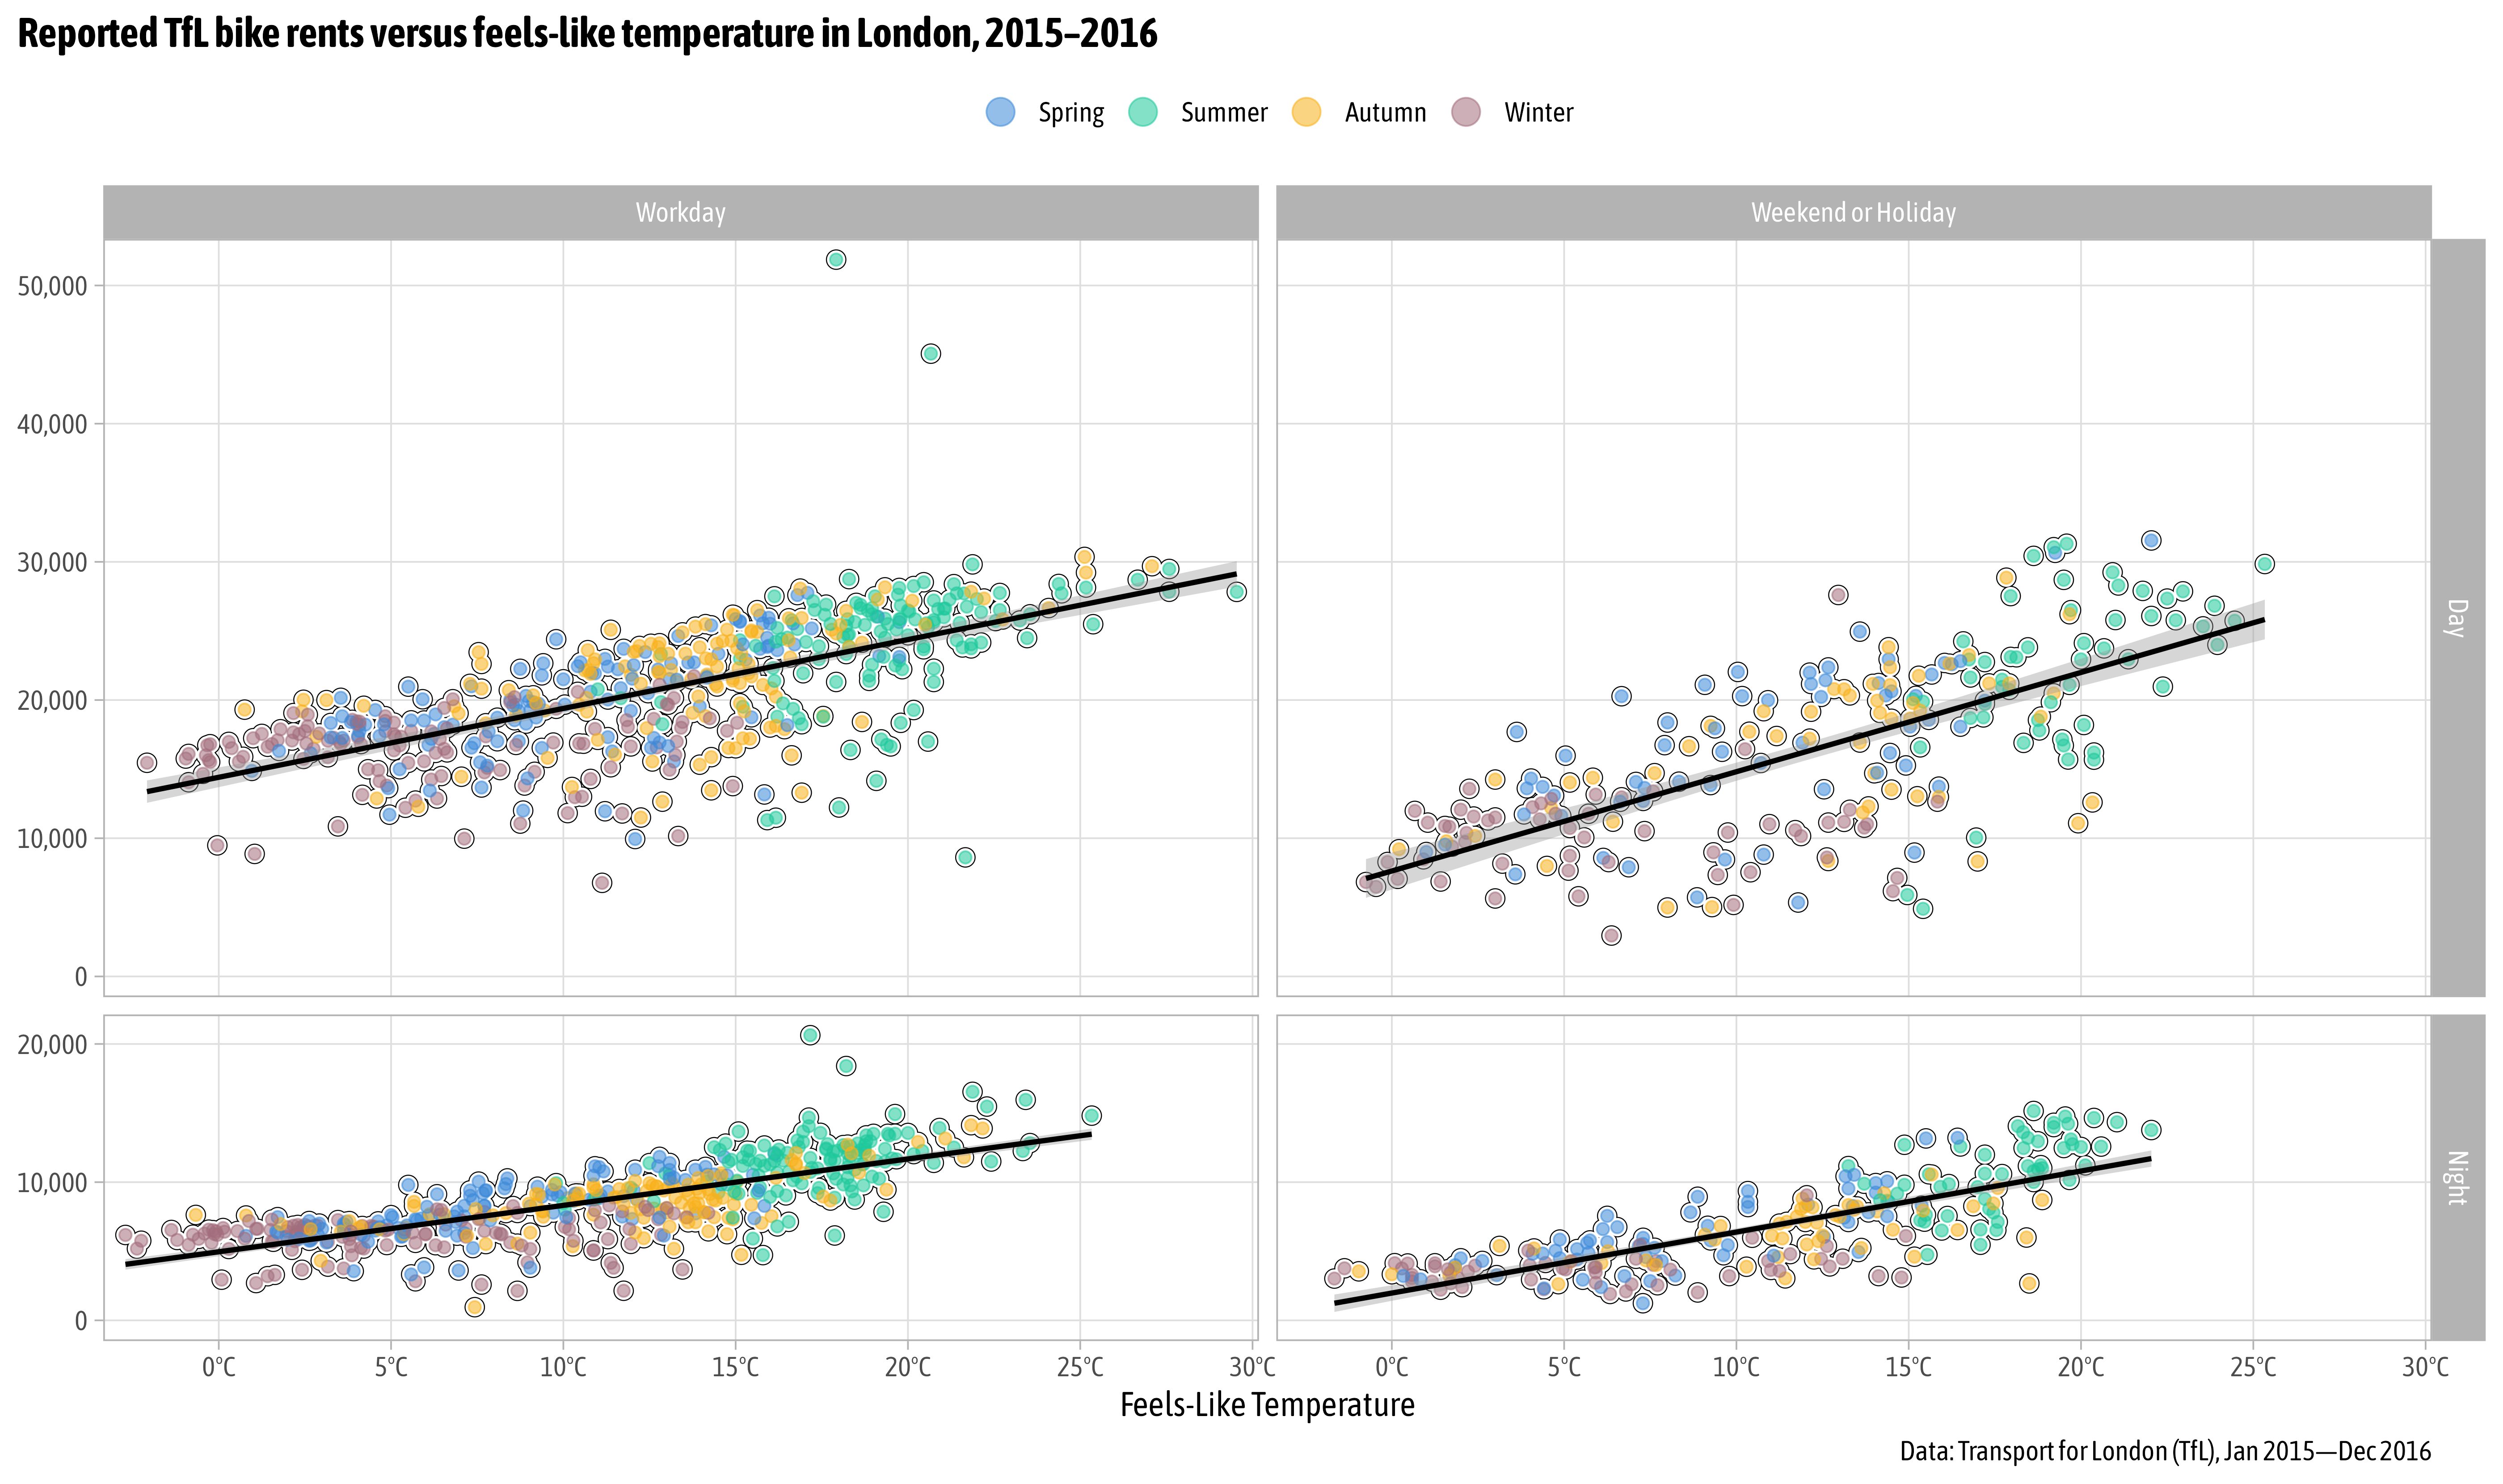 Reported TfL bike rents versus feels-like temperature in London, 2015–2016
Spring Summer Autumn Winter
Workday Weekend or Holiday
50,000
40,000
30,000
20,000
10,000
0
Day
20,000
10,000
0
Night
0°C 5°C 10°C 15°C 20°C 25°C 30°C 0°C 5°C 10°C 15°C 20°C 25°C 30°C
Feels-Like Temperature
Data: Transport for London (TfL), Jan 2015—Dec 2016